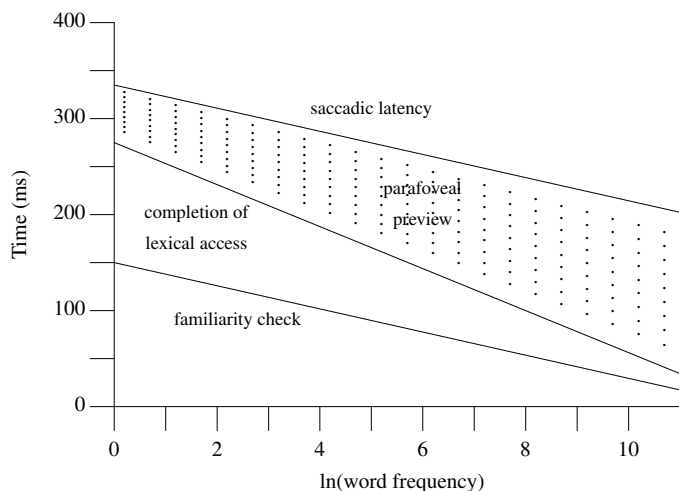 400
300
200
100
0
Time (ms)
saccadic latency
parafoveal
preview
completion of
lexical access
familiarity check
0 2 4 6 8 10
ln(word frequency)